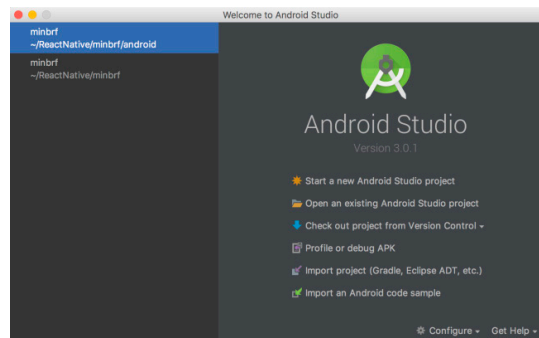 Welcome to Android Studio
minbrf
~/ReactNative/minbrf/android
minbrf
~/ReactNative/minbrf
Android Studio
Version 3.0.1
Start a new Android Studio project
Open an existing Android Studio project
Check out project from Version Control
Profile or debug APK
Import project (Gradle, Eclipse ADT, etc.)
Import an Android code sample
Configure Get Help